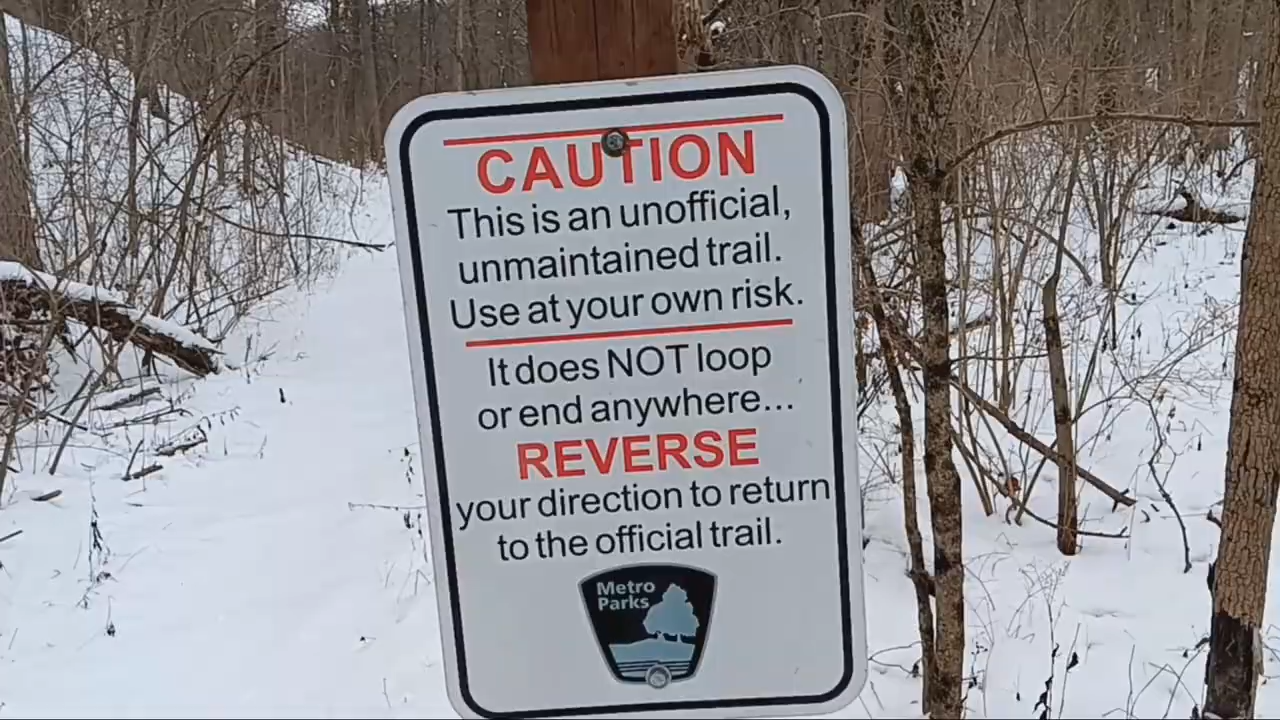 CAUTION
This is an unofficial,
unmaintained trail.
Use at your own risk.
It does NOT loop
or end anywhere...
REVERSE
your direction to return
to the official trail.
Metro
Parks